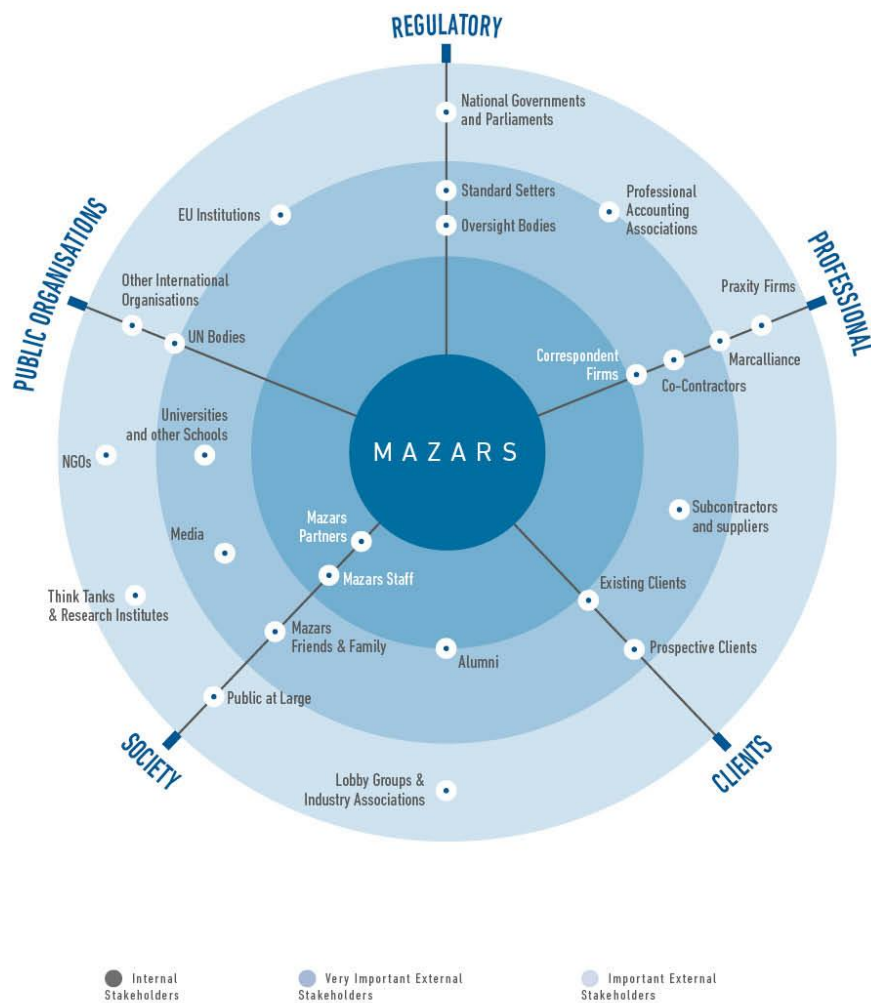 REGULATORY
National Governments
and Parliaments
Standard Setters
Professional
Accounting
Associations
EU Institutions
Oversight Bodies
PUBLIC ORGANISATIONS
PROFESSIONAL
Other International
Organisations
Praxity Firms
UN Bodies
Marcalliance
Correspondent
Firms
Co-Contractors
Universities
and other Schools
MAZARS
NGOs
Subcontractors
and suppliers
Mazars
Partners
Media
Mazars Staff
Existing Clients
Think Tanks
& Research Institutes
Mazars
Friends & Family
Alumni
Prospective Clients
Public at Large
SOCIETY
CLIENTS
Lobby Groups &
Industry Associations
Internal
Stakeholders
Very Important External
Stakeholders
Important External
Stakeholders